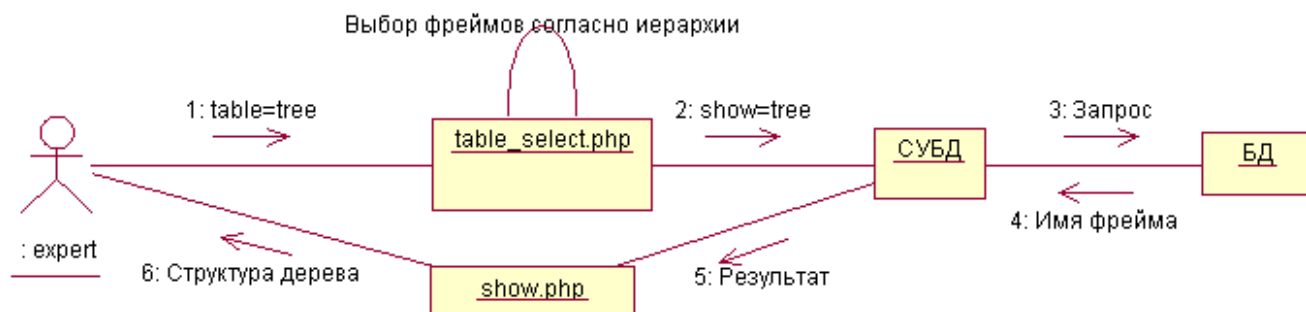 Выбор фреймов согласно иерархии
1: table=tree
2: show=tree
3: Запрос
table_select.php
СУБД
БД
4: Имя фрейма
: expert
6: Структура дерева
5: Результат
show.php